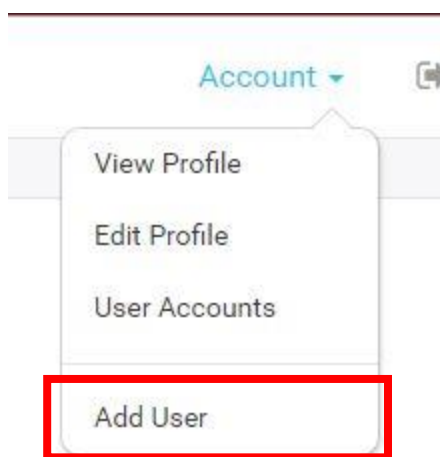 Account
View Profile
Edit Profile
User Accounts
Add User